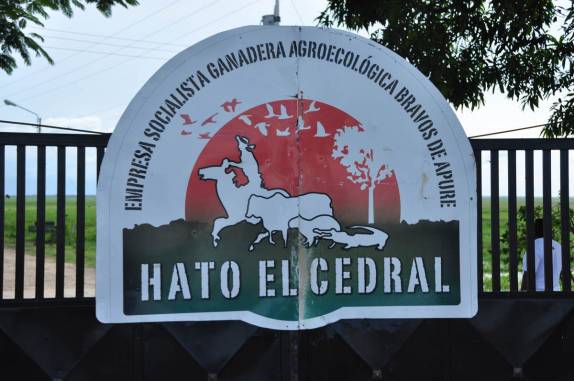 EMPRESA SOCIALISTA GANADERA AGROECOLÓGICA BRAVOS DE APURE
HATO EL CEDRAL